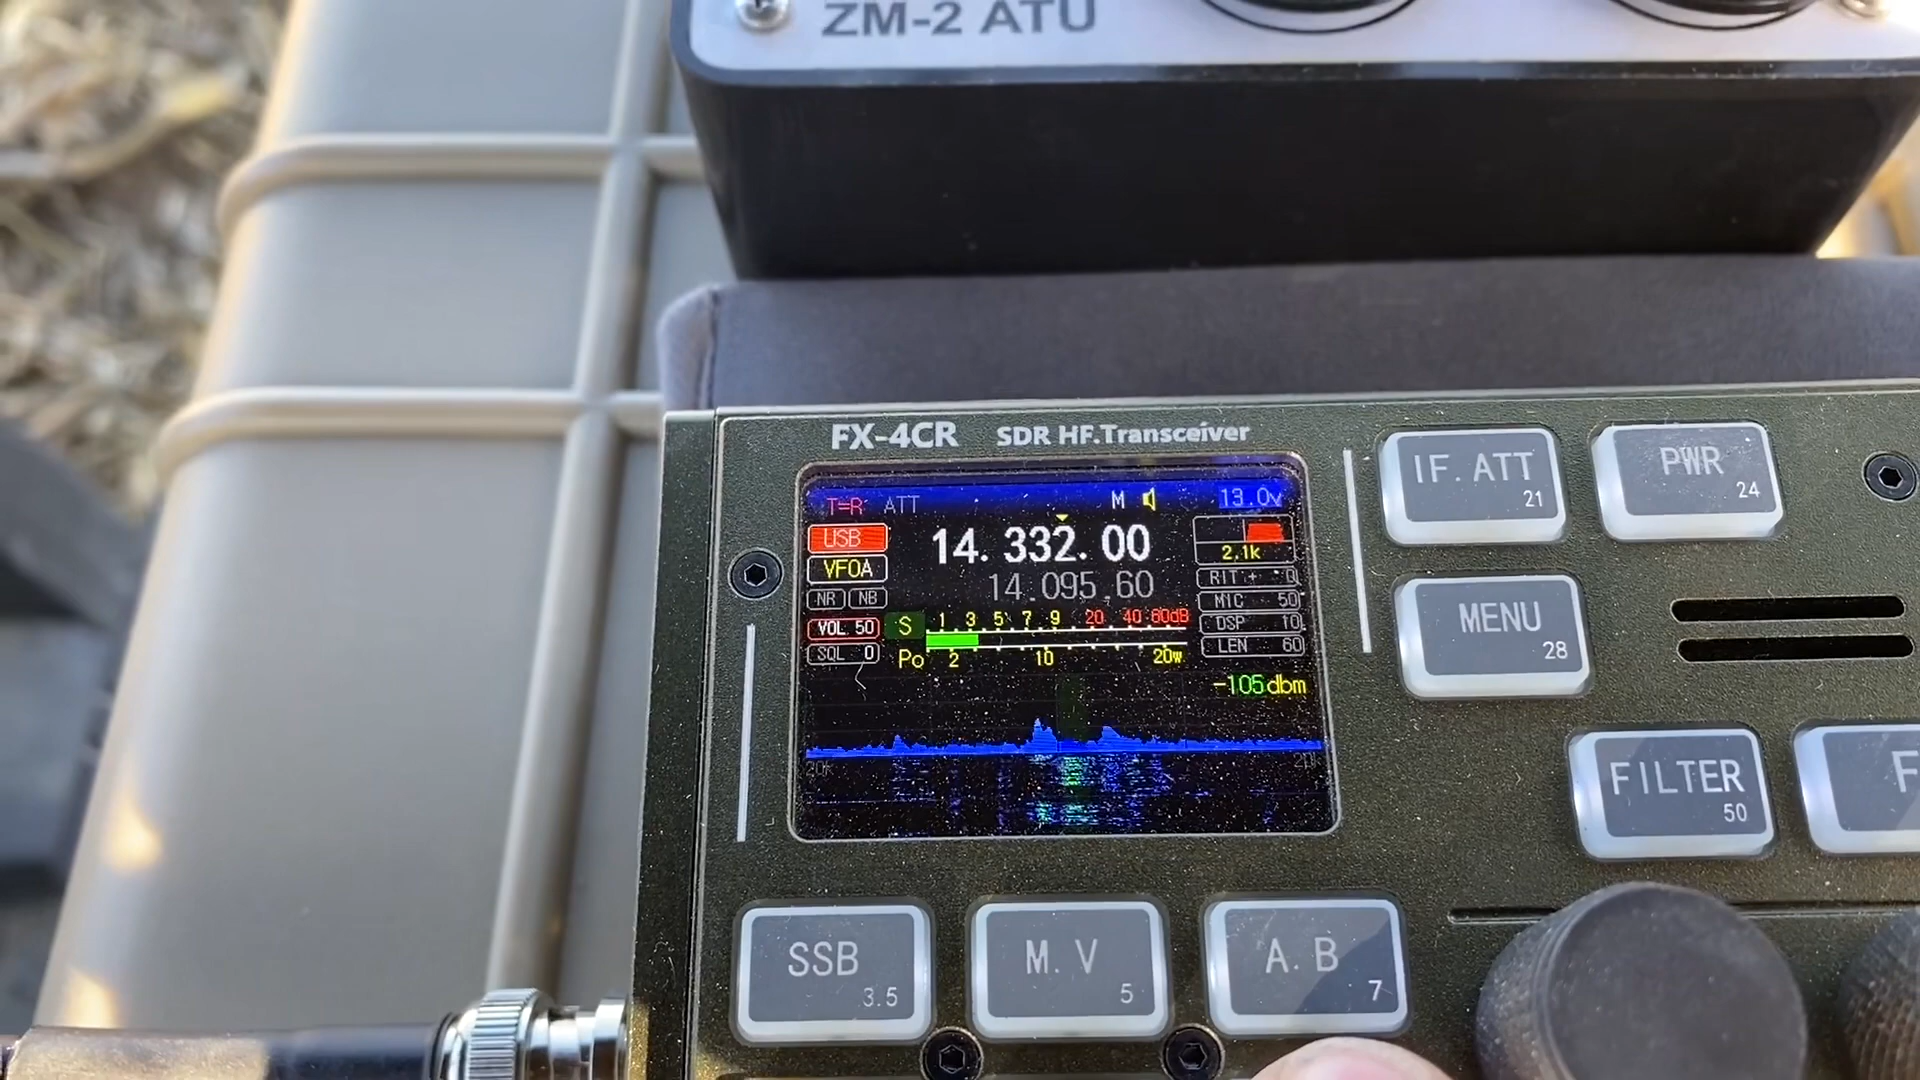 ZM-2 ATU
FX-4CR SDR HF.Transceiver
T=R ATT M 13.0v
USB 14.332.00
2.1k
VFOA 14.095.60
RIT +
NR NB
MIC 50
VOL 50 S 1 3 5 7 9 20 40 60dB
DSP 10
SQL 0 Po 2 10 20w
LEN 60
-105dbm
20k
IF.ATT 21
PWR 24
MENU 28
FILTER 50
F
SSB 3.5
M.V 5
A.B 7